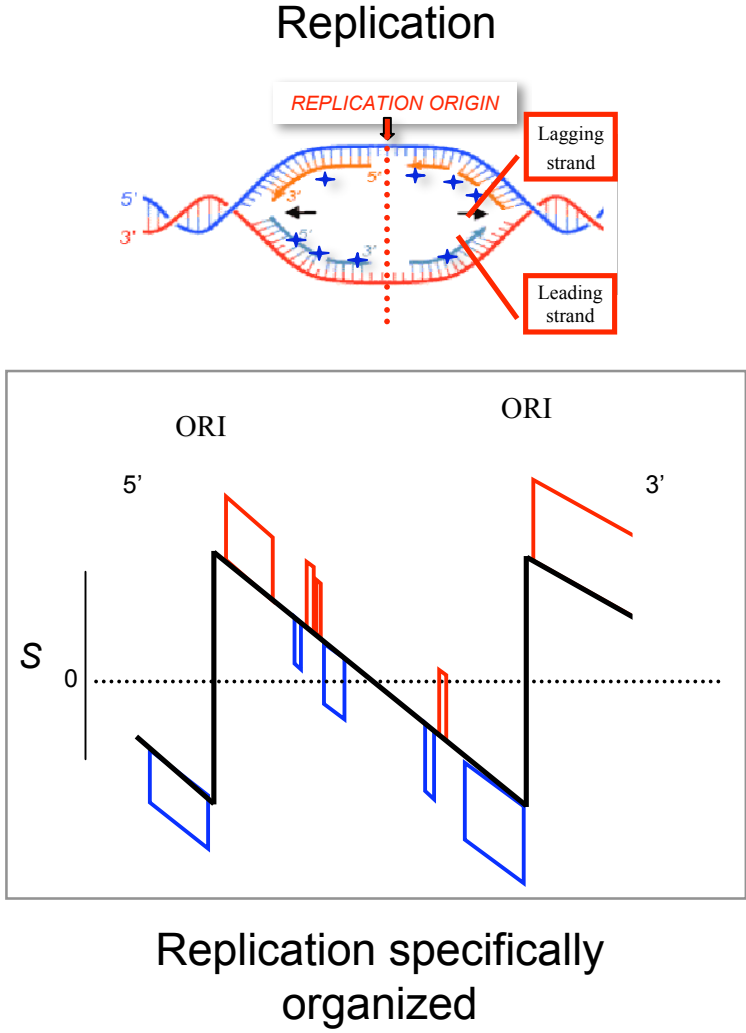 Replication
REPLICATION ORIGIN
Lagging
strand
5'
3'
5'
3'
5'
3'
Leading
strand
ORI
ORI
5’
3’
S
0
Replication specifically
organized